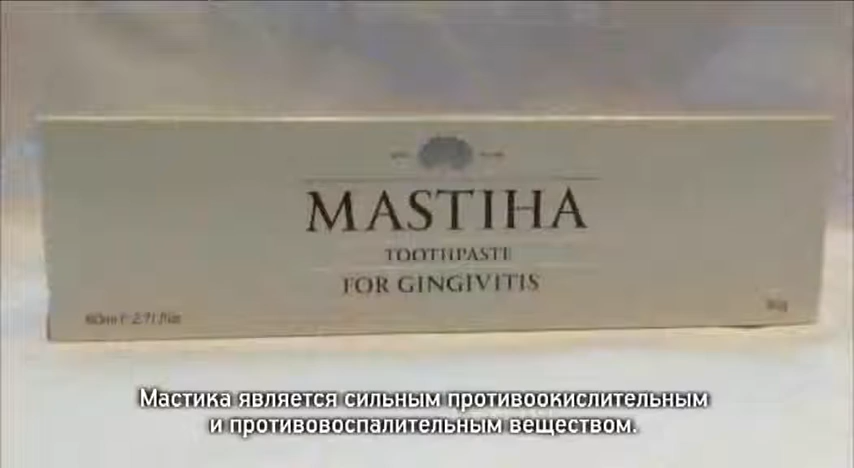 MASTIHA
TOOTHPASTE
FOR GINGIVITIS
Мастика является сильным противоокислительным
и противовоспалительным веществом.